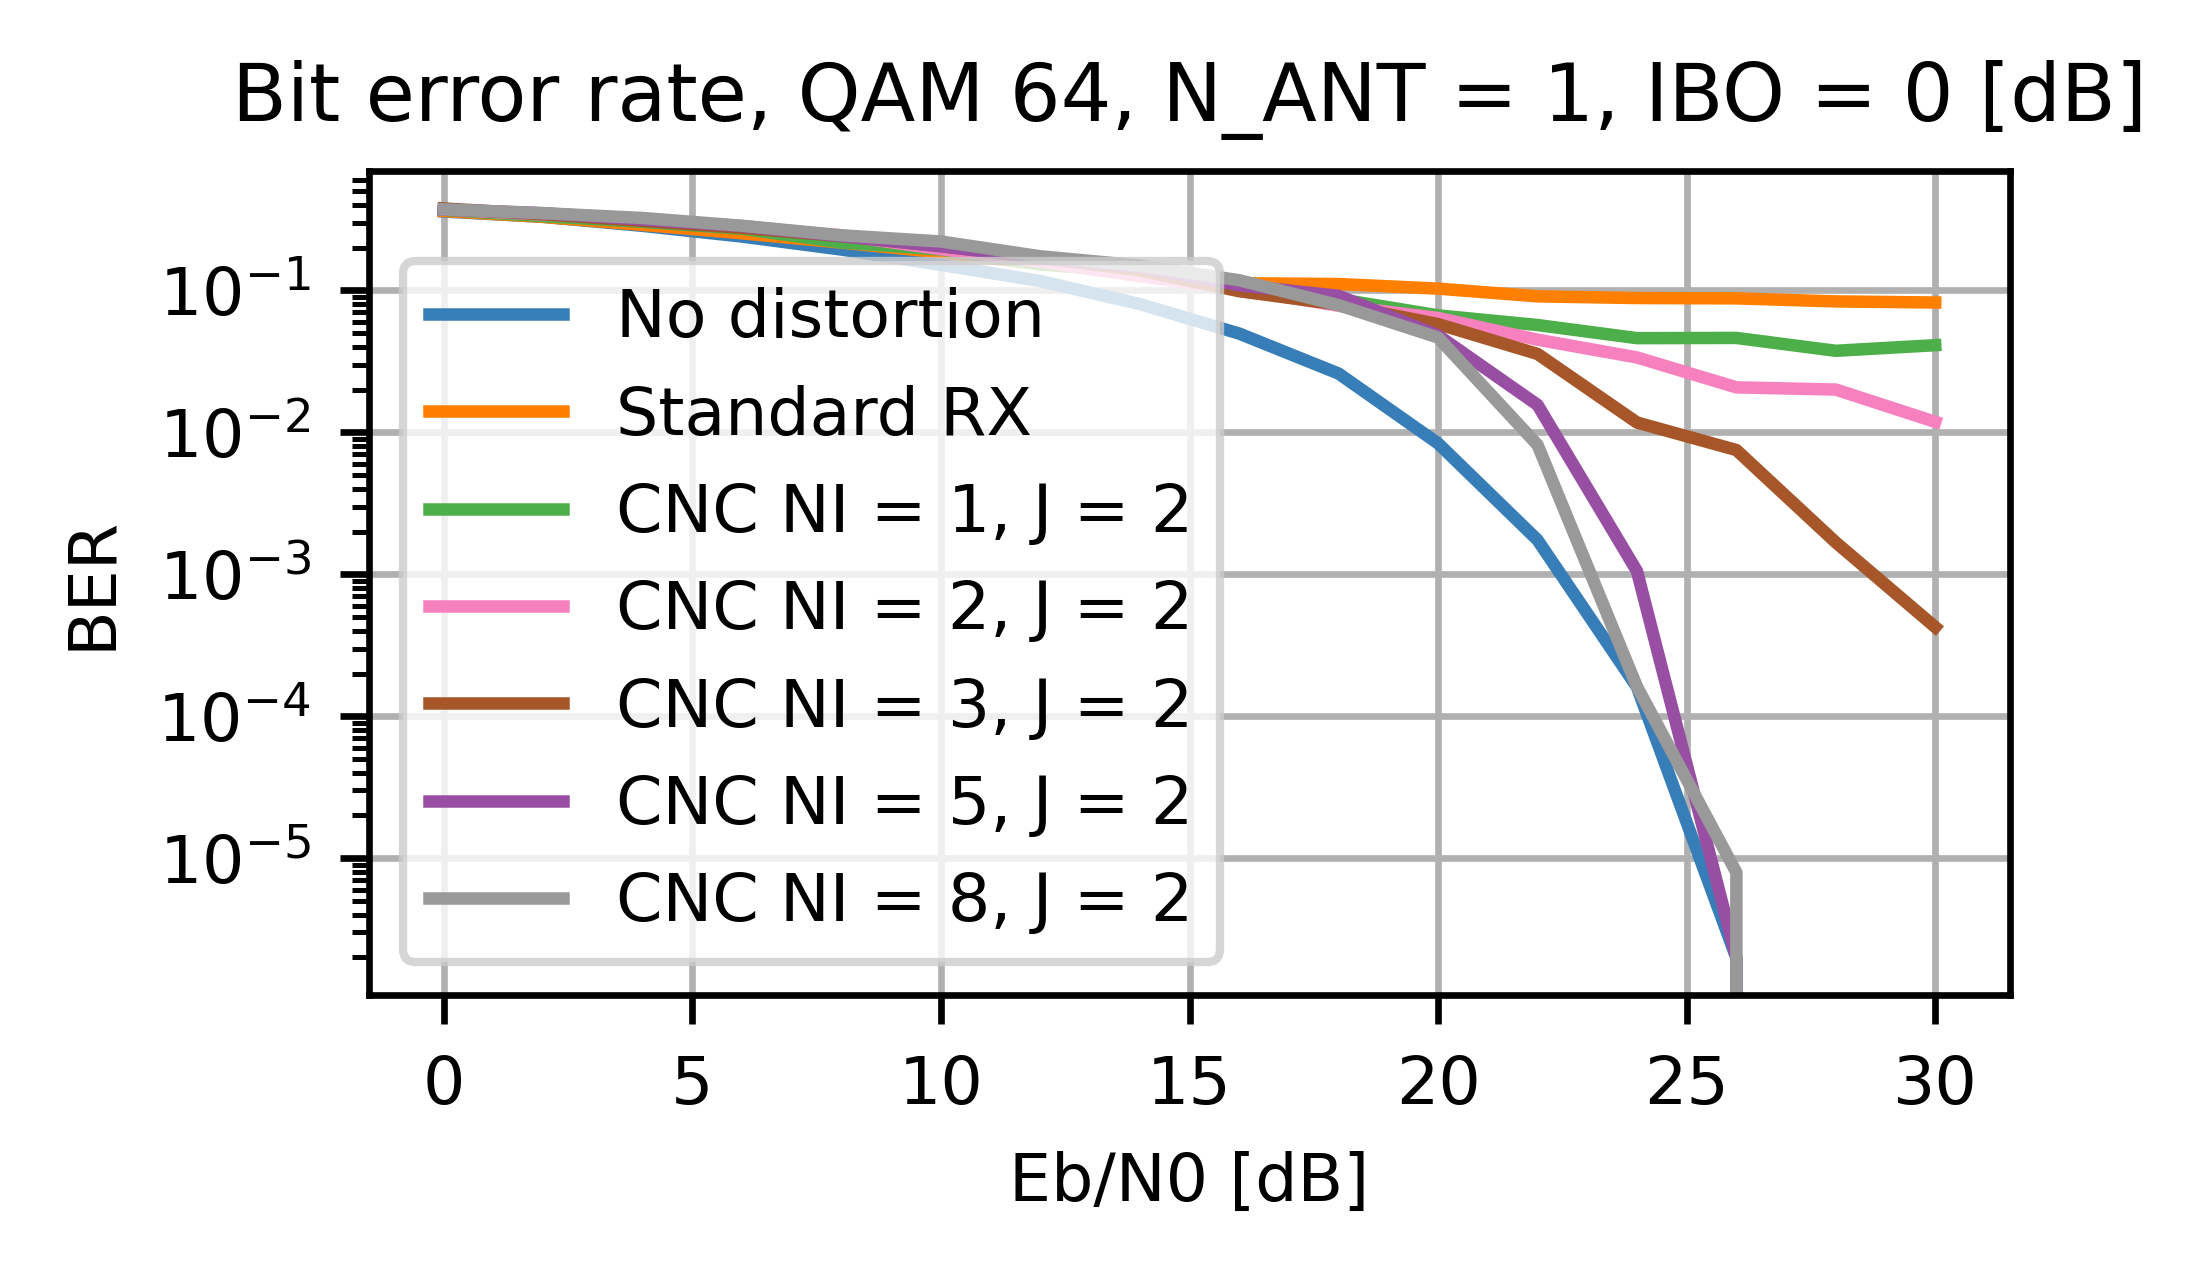 Bit error rate, QAM 64, N_ANT = 1, IBO = 0 [dB]
BER
10⁻¹
10⁻²
10⁻³
10⁻⁴
10⁻⁵
No distortion
Standard RX
CNC NI = 1, J = 2
CNC NI = 2, J = 2
CNC NI = 3, J = 2
CNC NI = 5, J = 2
CNC NI = 8, J = 2
0 5 10 15 20 25 30
Eb/N0 [dB]